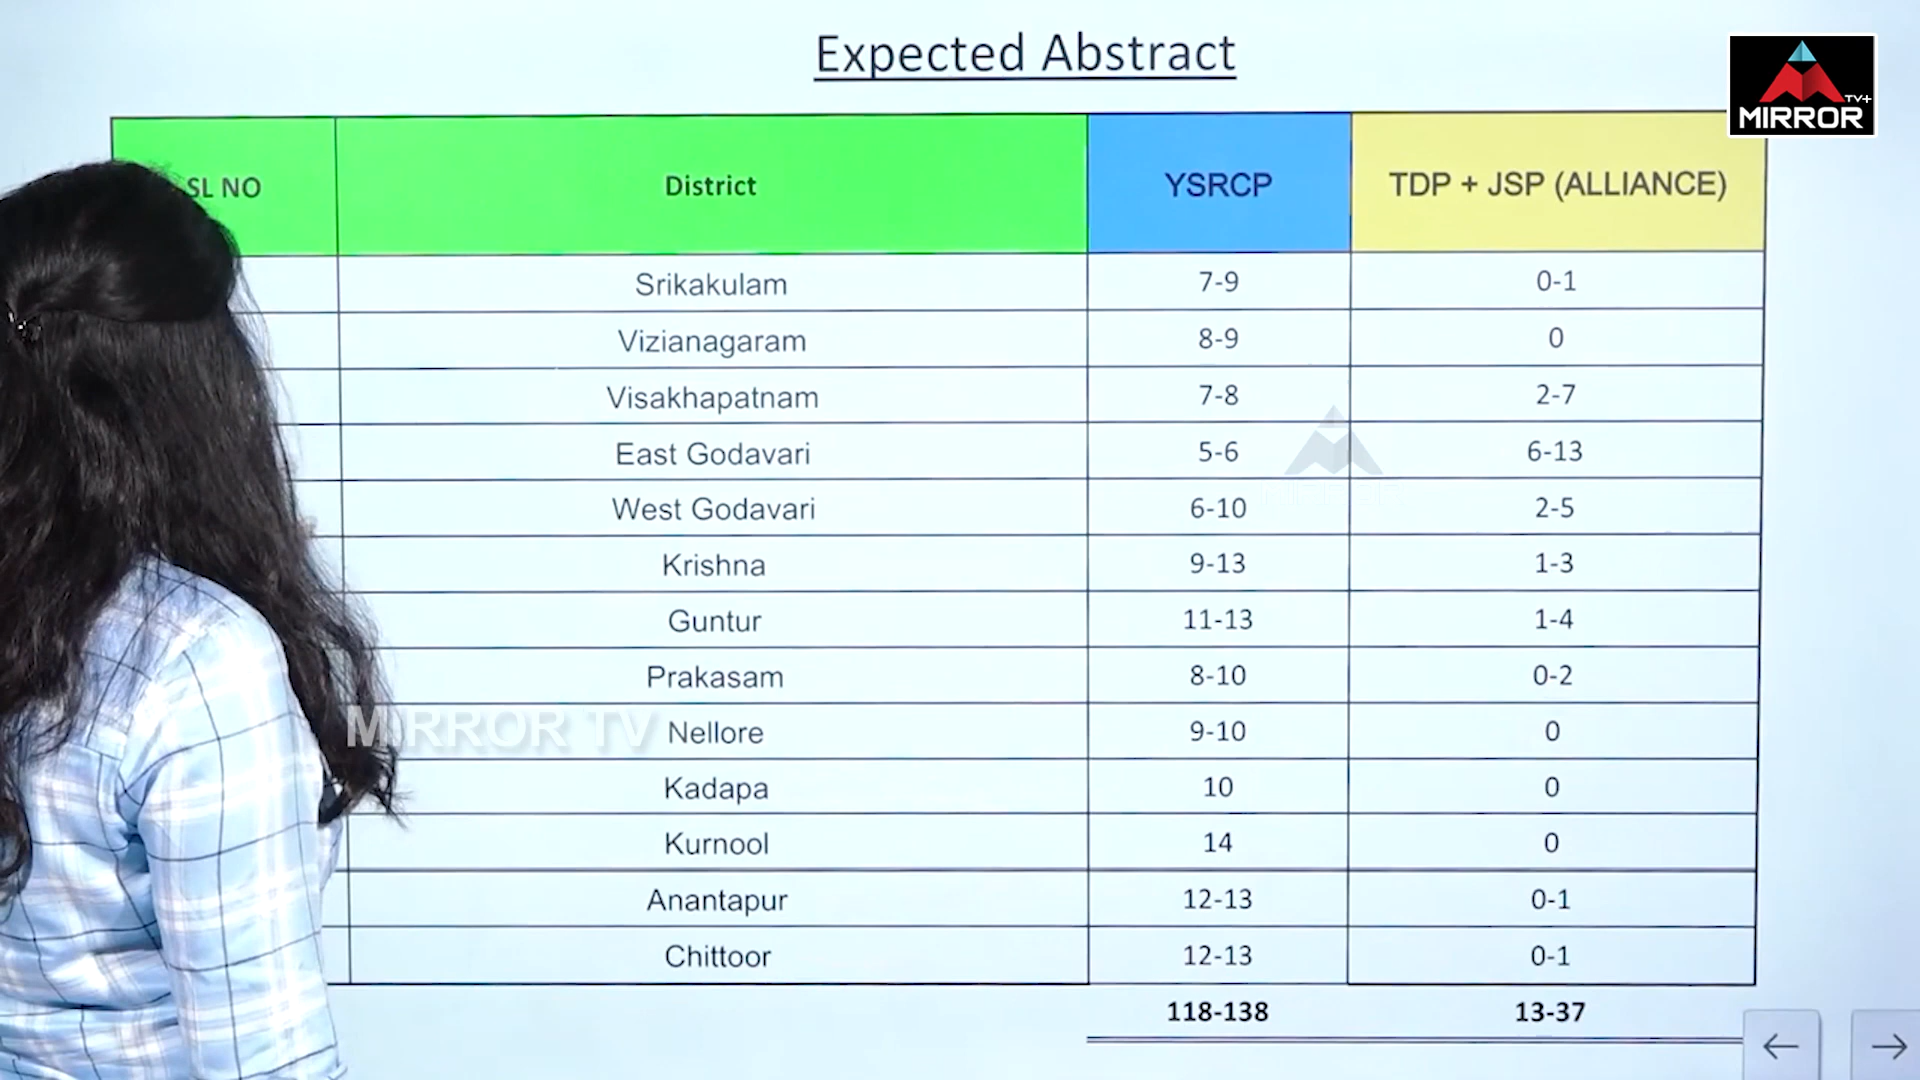 Expected Abstract
TV+
MIRROR
SL NO District YSRCP TDP + JSP (ALLIANCE)
Srikakulam 7-9 0-1
Vizianagaram 8-9 0
Visakhapatnam 7-8 2-7
East Godavari 5-6 6-13
West Godavari 6-10 2-5
Krishna 9-13 1-3
Guntur 11-13 1-4
Prakasam 8-10 0-2
MIRROR TV
Nellore 9-10 0
Kadapa 10 0
Kurnool 14 0
Anantapur 12-13 0-1
Chittoor 12-13 0-1
118-138 13-37